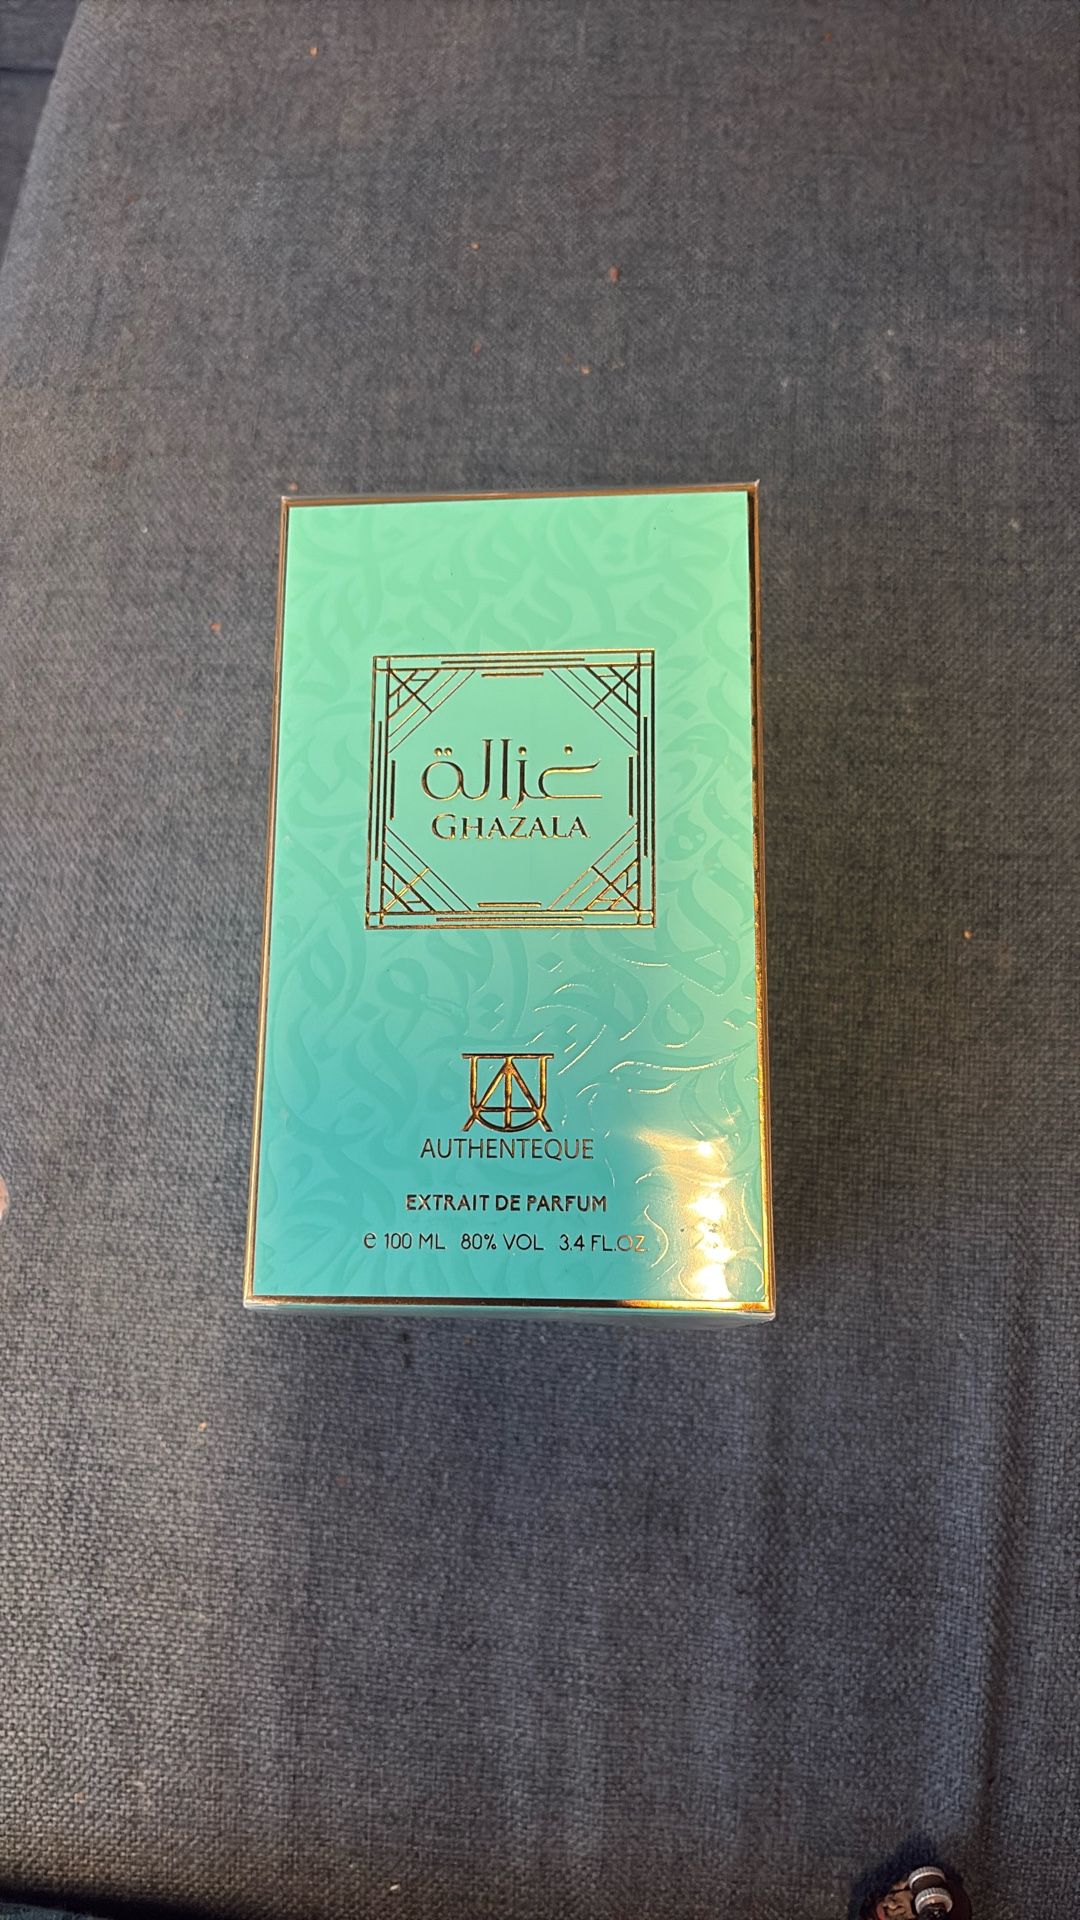 غزالة
GHAZALA
AUTHENTEQUE
EXTRAIT DE PARFUM
e 100 ML 80% VOL 3.4 FL.OZ.